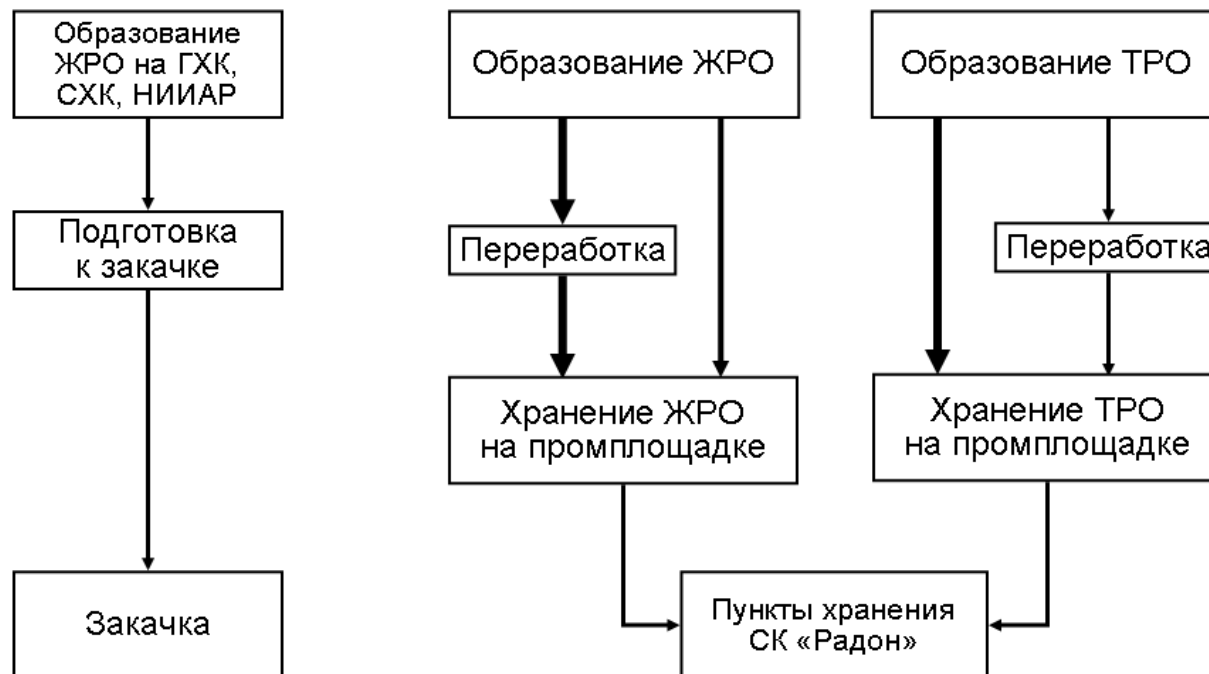 Образование
ЖРО на ГХК,
СХК, НИИАР
Подготовка
к закачке
Закачка
Образование ЖРО
Переработка
Хранение ЖРО
на промплощадке
Образование ТРО
Переработка
Хранение ТРО
на промплощадке
Пункты хранения
СК «Радон»